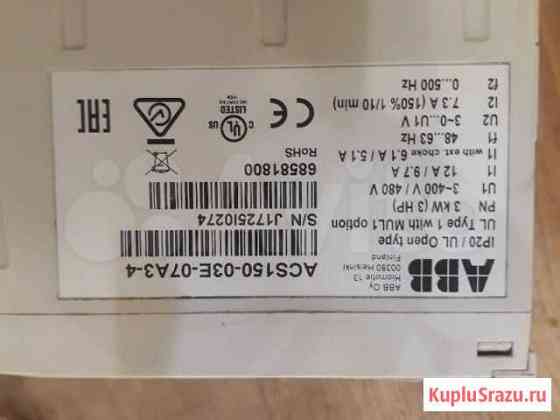 ABB
ABB Oy
Hiomotie 13
00380 Helsinki
Finland
ACS150-03E-07A3-4
IP20 / UL Open type
UL Type 1 with MUL1 option
S/N J1725I0274
PN 3 kW (3 HP)
U1 3~400 V / 480 V
I1 12 A / 9.7 A
I1 with ext. choke 6.1 A / 5.1 A
f1 48...63 Hz
U2 3~0...U1 V
I2 7.3 A (150% 1/10 min)
f2 0...500 Hz
68581800
RoHS
CE
C UL US
LISTED
EAC
KupluSrazu.ru